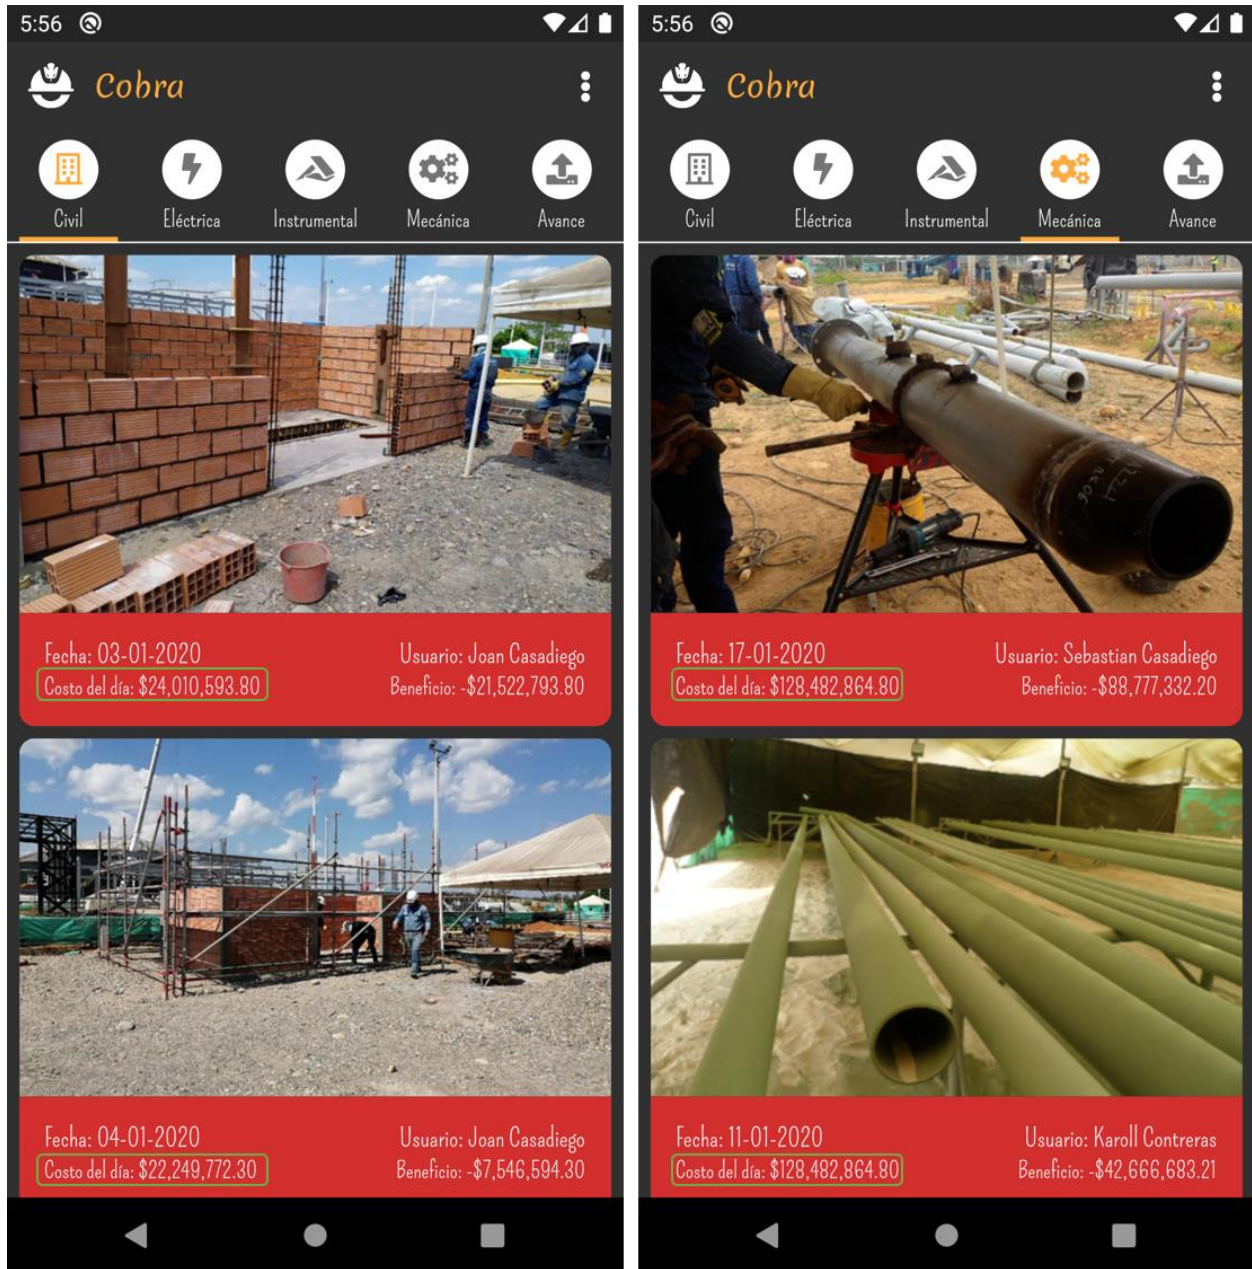 5:56
Cobra
Civil Eléctrica Instrumental Mecánica Avance
Fecha: 03-01-2020 Usuario: Joan Casadiego
Costo del día: $24,010,593.80 Beneficio: -$21,522,793.80
Fecha: 04-01-2020 Usuario: Joan Casadiego
Costo del día: $22,249,772.30 Beneficio: -$7,546,594.30
5:56
Cobra
Civil Eléctrica Instrumental Mecánica Avance
Fecha: 17-01-2020 Usuario: Sebastian Casadiego
Costo del día: $128,482,864.80 Beneficio: -$88,777,332.20
Fecha: 11-01-2020 Usuario: Karoll Contreras
Costo del día: $128,482,864.80 Beneficio: -$42,666,683.21